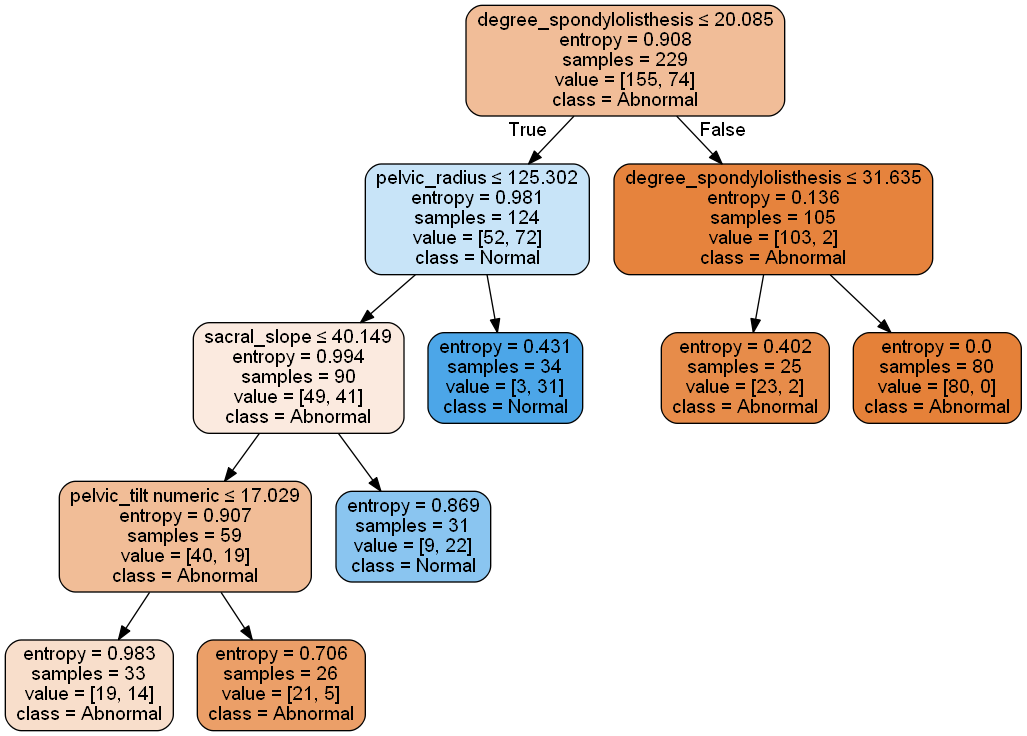 degree_spondylolisthesis ≤ 20.085
entropy = 0.908
samples = 229
value = [155, 74]
class = Abnormal
True
False
pelvic_radius ≤ 125.302
entropy = 0.981
samples = 124
value = [52, 72]
class = Normal
degree_spondylolisthesis ≤ 31.635
entropy = 0.136
samples = 105
value = [103, 2]
class = Abnormal
sacral_slope ≤ 40.149
entropy = 0.994
samples = 90
value = [49, 41]
class = Abnormal
entropy = 0.431
samples = 34
value = [3, 31]
class = Normal
entropy = 0.402
samples = 25
value = [23, 2]
class = Abnormal
entropy = 0.0
samples = 80
value = [80, 0]
class = Abnormal
pelvic_tilt numeric ≤ 17.029
entropy = 0.907
samples = 59
value = [40, 19]
class = Abnormal
entropy = 0.869
samples = 31
value = [9, 22]
class = Normal
entropy = 0.983
samples = 33
value = [19, 14]
class = Abnormal
entropy = 0.706
samples = 26
value = [21, 5]
class = Abnormal